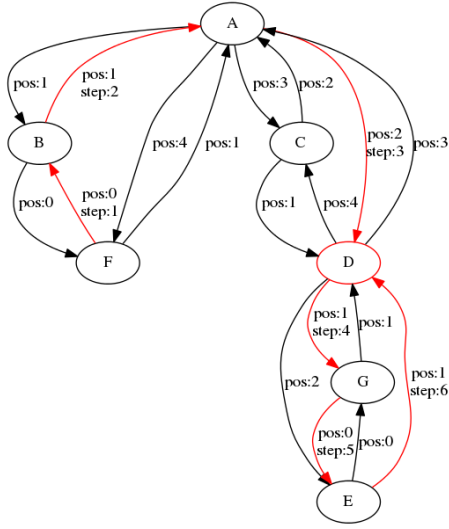 A
pos:1
pos:1
step:2
pos:3
pos:2
B
C
pos:4
pos:1
pos:2
step:3
pos:3
pos:0
pos:0
step:1
pos:1
pos:4
F
D
pos:1
step:4
pos:1
pos:2
G
pos:1
step:6
pos:0
step:5
pos:0
E